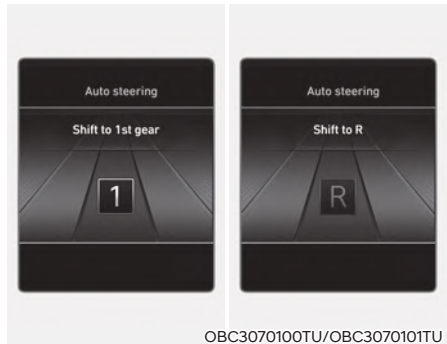 Auto steering
Shift to 1st gear
1
Auto steering
Shift to R
R
OBC3070100TU/OBC3070101TU